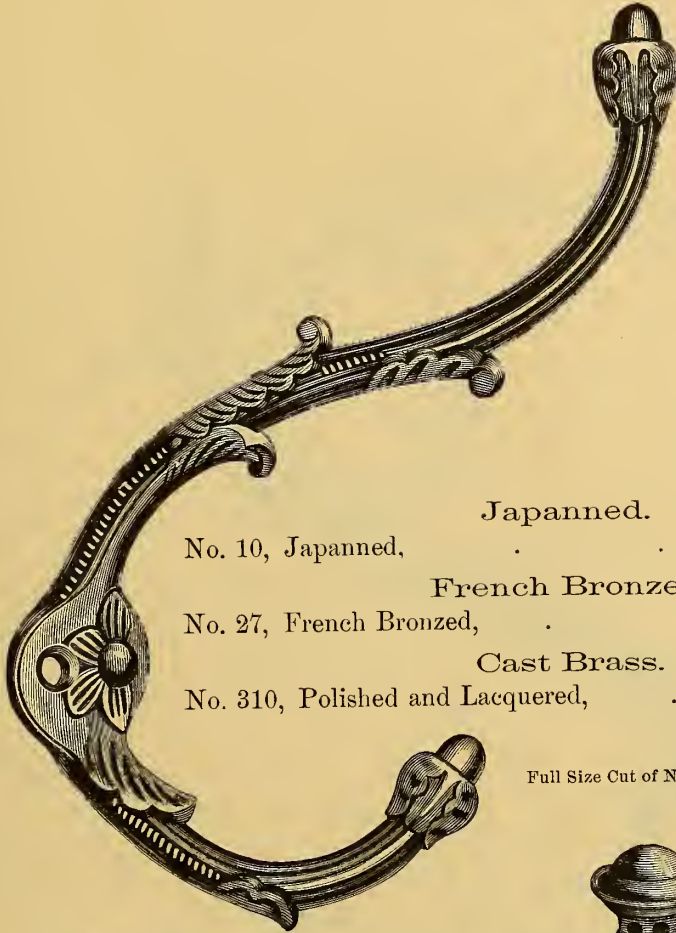 Japanned.
No. 10, Japanned, . .
French Bronze
No. 27, French Bronzed, .
Cast Brass.
No. 310, Polished and Lacquered, .
Full Size Cut of N